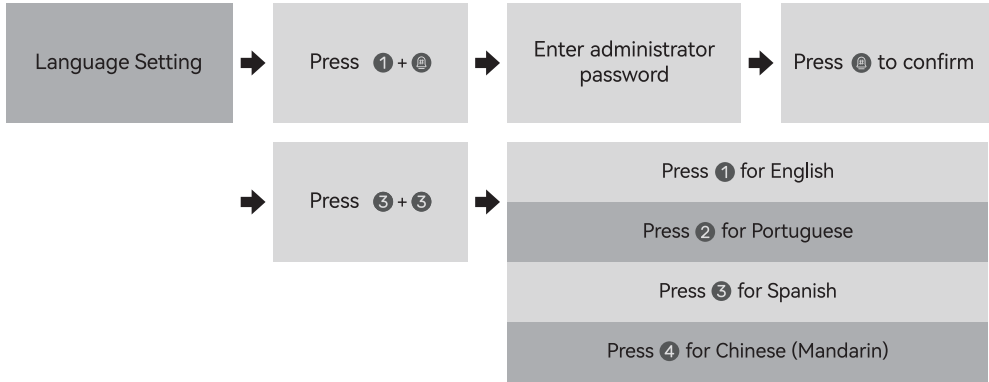 Language Setting
Press 1 +
Enter administrator
password
Press to confirm
Press 3 + 3
Press 1 for English
Press 2 for Portuguese
Press 3 for Spanish
Press 4 for Chinese (Mandarin)